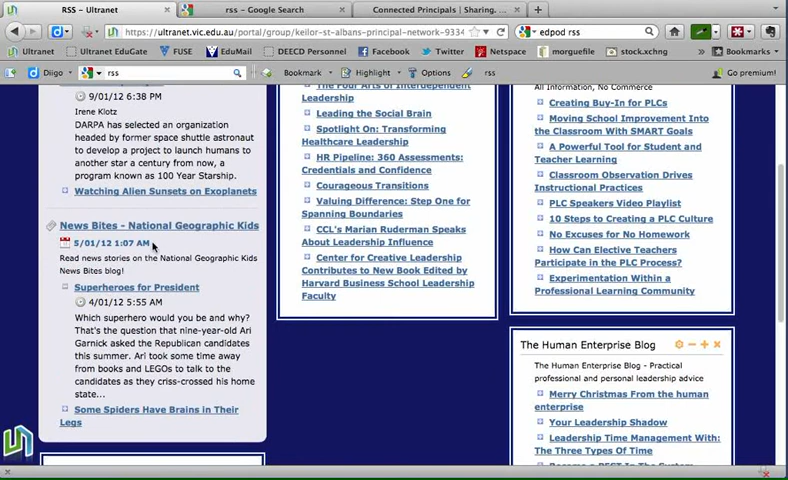 RSS - Ultranet
rss - Google Search
Connected Principals | Sharing. ...
https://ultranet.vic.edu.au/portal/group/keilor-st-albans-principal-network-9334
edpod rss
Ultranet
Ultranet EduGate
FUSE
EduMail
DEECD Personnel
Facebook
Twitter
Netspace
morguefile
stock.xchng
Bookmarks
Diigo
rss
Bookmark
Highlight
Options
rss
Go premium!
9/01/12 6:38 PM
Irene Klotz
DARPA has selected an organization
headed by former space shuttle astronaut
to develop a project to launch humans to
another star a century from now, a
program known as 100 Year Starship.
Watching Alien Sunsets on Exoplanets
News Bites - National Geographic Kids
5/01/12 1:07 AM
Read news stories on the National Geographic Kids
News Bites blog!
Superheroes for President
4/01/12 5:55 AM
Which superhero would you be and why?
That's the question that nine-year-old Ari
Garnick asked the Republican candidates
this summer. Ari took some time away
from books and LEGOs to talk to the
candidates as they criss-crossed his home
state...
Some Spiders Have Brains in Their
Legs
The Four Arts of Interdependent
Leadership
Leading the Social Brain
Spotlight On: Transforming
Healthcare Leadership
HR Pipeline: 360 Assessments:
Credentials and Confidence
Courageous Transitions
Valuing Difference: Step One for
Spanning Boundaries
CCL's Marian Ruderman Speaks
About Leadership Influence
Center for Creative Leadership
Contributes to New Book Edited by
Harvard Business School Leadership
Faculty
All Information, No Commerce
Creating Buy-In for PLCs
Moving School Improvement Into
the Classroom With SMART Goals
A Powerful Tool for Student and
Teacher Learning
Classroom Observation Drives
Instructional Practices
PLC Speakers Video Playlist
10 Steps to Creating a PLC Culture
No Excuses for No Homework
How Can Elective Teachers
Participate in the PLC Process?
Experimentation Within a
Professional Learning Community
The Human Enterprise Blog
The Human Enterprise Blog - Practical
professional and personal leadership advice
Merry Christmas From the human
enterprise
Your Leadership Shadow
Leadership Time Management With:
The Three Types Of Time